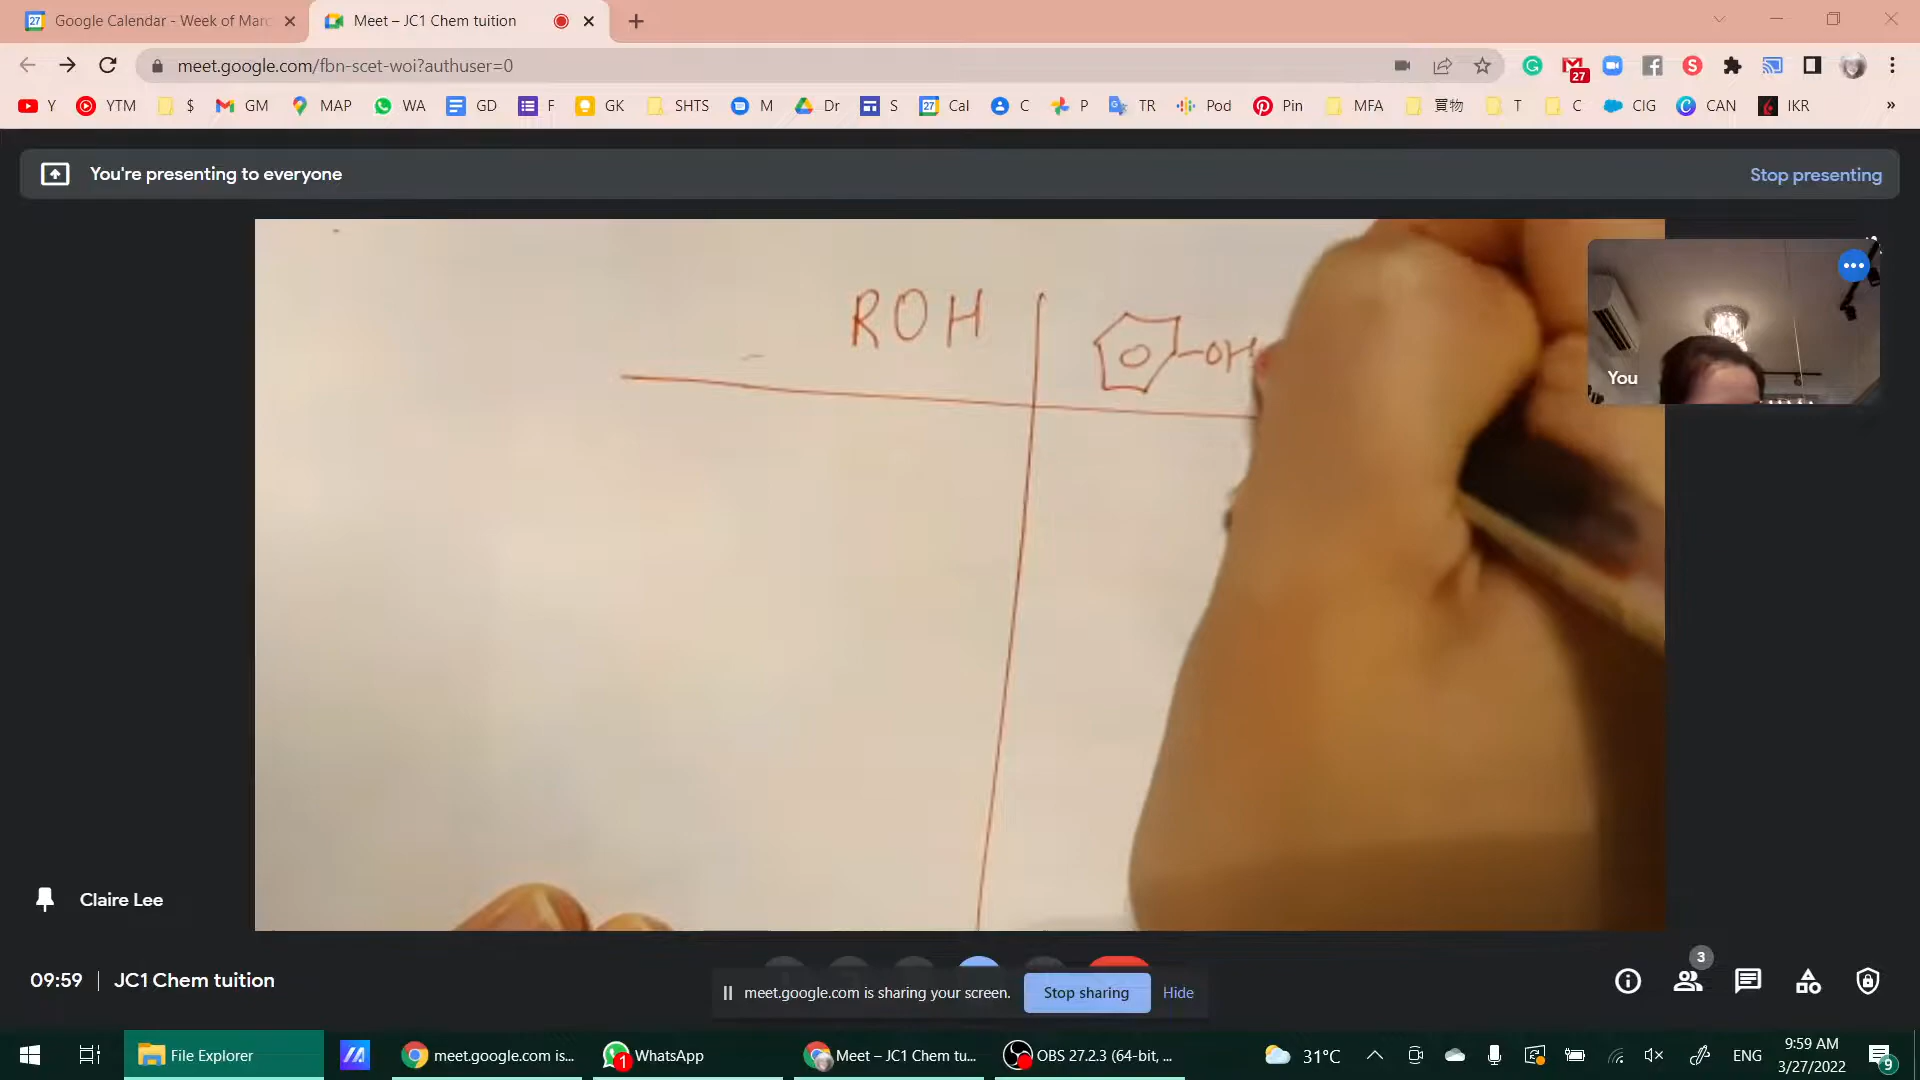 Google Calendar - Week of Marc
Meet – JC1 Chem tuition
meet.google.com/fbn-scet-woi?authuser=0
27
Y YTM $ GM MAP WA GD F GK SHTS M Dr S 27 Cal C P TR Pod Pin MFA 買物 T C CIG CAN IKR »
You're presenting to everyone
Stop presenting
ROH
-OH
You
Claire Lee
3
09:59 | JC1 Chem tuition
meet.google.com is sharing your screen.
Stop sharing
Hide
File Explorer
meet.google.com is...
1 WhatsApp
Meet – JC1 Chem tu...
OBS 27.2.3 (64-bit, ...
31°C
ENG
9:59 AM
3/27/2022
9